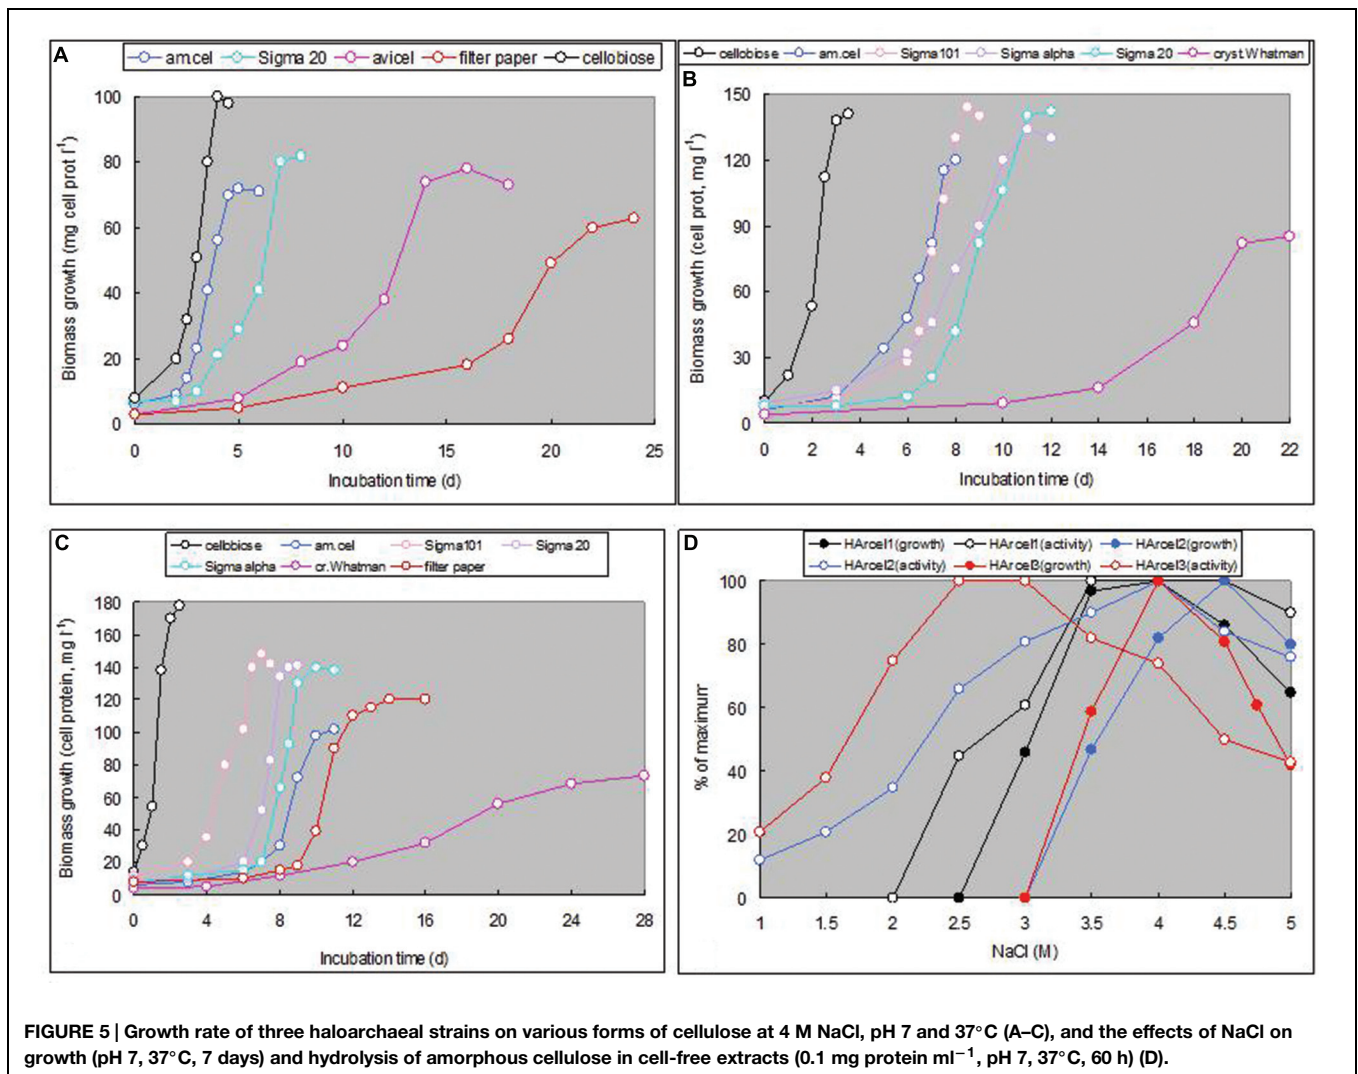 A
am.cel Sigma 20 avicel filter paper cellobiose
Biomass growth (mg cell prot l⁻¹)
100
80
60
40
20
0
0 5 10 15 20 25
Incubation time (d)
cellobiose am.cel Sigma101 Sigma alpha Sigma 20 cryst.Whatman
B
Biomass growth (cell prot, mg l⁻¹)
150
120
90
60
30
0
0 2 4 6 8 10 12 14 16 18 20 22
Incubation time (d)
C
cellobiose am.cel Sigma101 Sigma 20
Sigma alpha cr.Whatman filter paper
Biomass growth (cell protein, mg l⁻¹)
180
160
140
120
100
80
60
40
20
0
0 4 8 12 16 20 24 28
Incubation time (d)
D
HArcel1(growth) HArcel1(activity) HArcel2(growth)
HArcel2(activity) HArcel3(growth) HArcel3(activity)
% of maximum
100
80
60
40
20
0
1 1.5 2 2.5 3 3.5 4 4.5 5
NaCl (M)
FIGURE 5 | Growth rate of three haloarchaeal strains on various forms of cellulose at 4 M NaCl, pH 7 and 37°C (A–C), and the effects of NaCl on
growth (pH 7, 37°C, 7 days) and hydrolysis of amorphous cellulose in cell-free extracts (0.1 mg protein ml⁻¹, pH 7, 37°C, 60 h) (D).